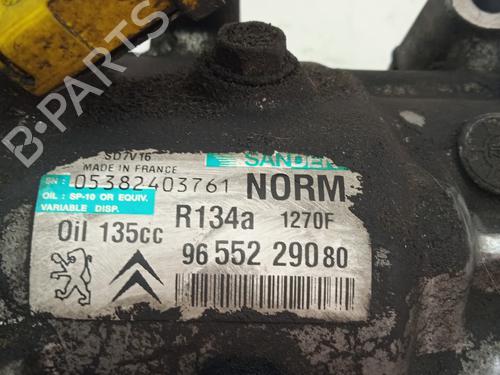 SD7V16
MADE IN FRANCE
SANDEN
SN : 05382403761
NORM
OIL : SP-10 OR EQUIV.
VARIABLE DISP.
R134a 1270F
Oil 135cc
96 552 290 80
B-PARTS